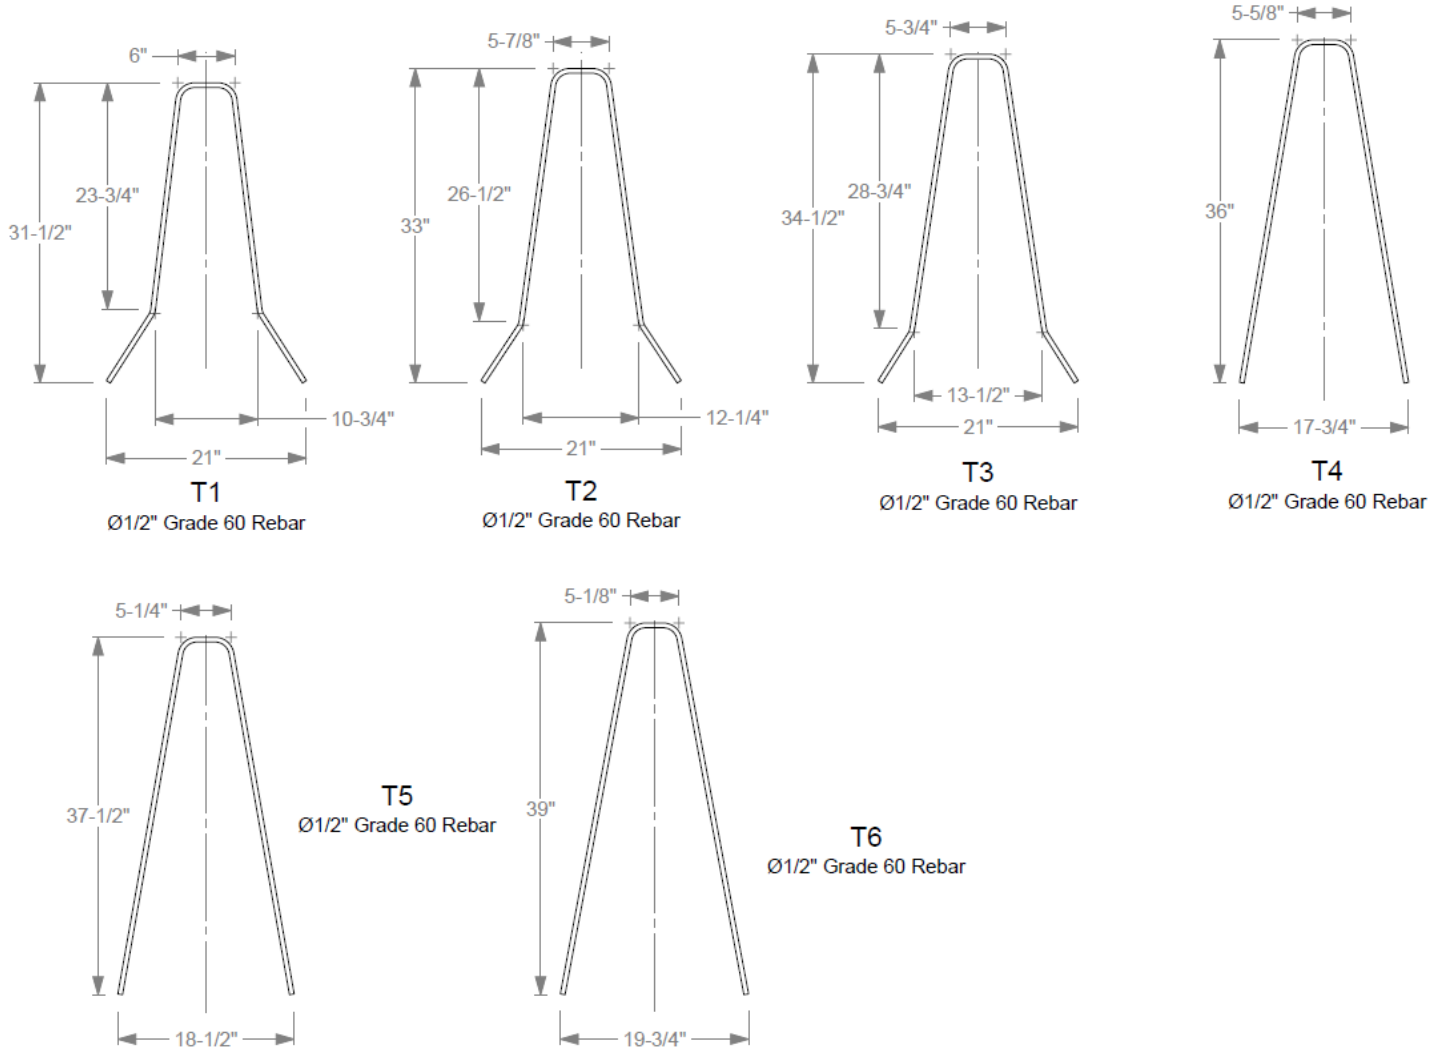 6"
23-3/4"
31-1/2"
10-3/4"
21"
T1
Ø1/2" Grade 60 Rebar
5-7/8"
26-1/2"
33"
12-1/4"
21"
T2
Ø1/2" Grade 60 Rebar
5-3/4"
28-3/4"
34-1/2"
13-1/2"
21"
T3
Ø1/2" Grade 60 Rebar
5-5/8"
36"
17-3/4"
T4
Ø1/2" Grade 60 Rebar
5-1/4"
37-1/2"
18-1/2"
T5
Ø1/2" Grade 60 Rebar
5-1/8"
39"
19-3/4"
T6
Ø1/2" Grade 60 Rebar